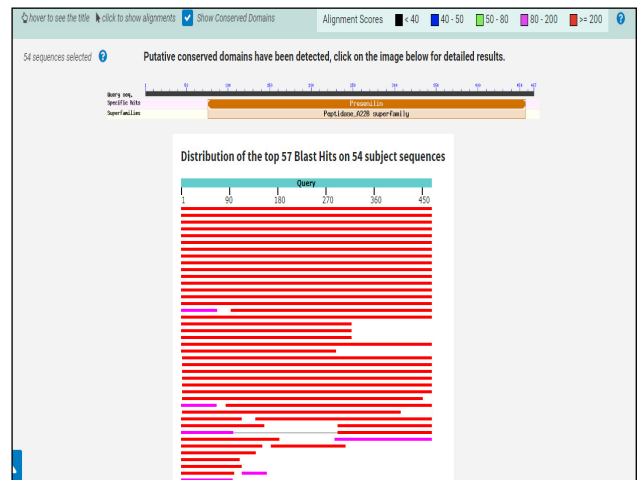 hover to see the title click to show alignments Show Conserved Domains Alignment Scores < 40 40 - 50 50 - 80 80 - 200 >= 200 ?
54 sequences selected ? Putative conserved domains have been detected, click on the image below for detailed results.
Query seq.
Specific hits Presenilin
Superfamilies Peptidase_A22B superfamily
Distribution of the top 57 Blast Hits on 54 subject sequences
Query
1 90 180 270 360 450